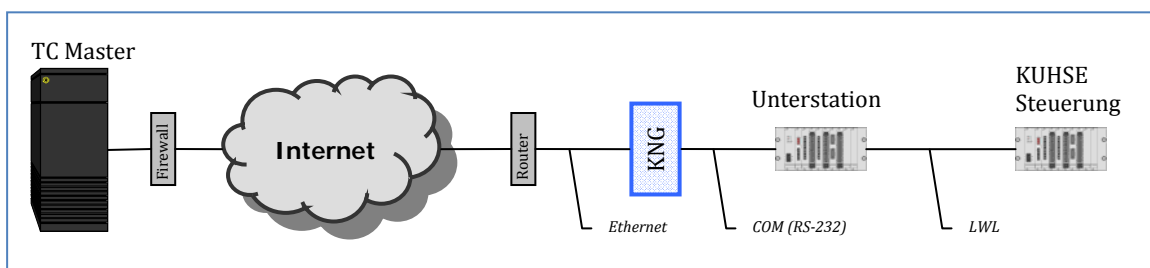 TC Master
Firewall
Internet
Router
KNG
Unterstation
KUHSE
Steuerung
Ethernet
COM (RS-232)
LWL